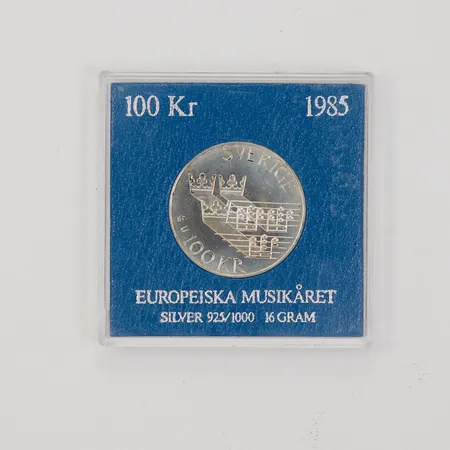 100 Kr 1985
SVERIGE
100 KR
EUROPEISKA MUSIKÅRET
SILVER 925/1000 16 GRAM